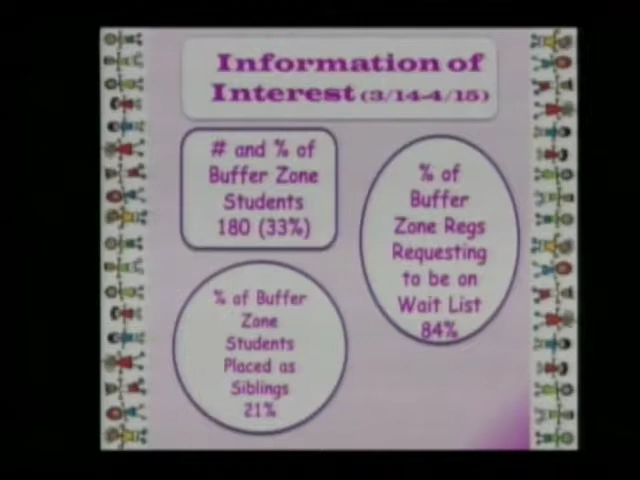 Information of
Interest (3/14-4/15)
# and % of
Buffer Zone
Students
180 (33%)
% of
Buffer
Zone Regs
Requesting
to be on
Wait List
84%
% of Buffer
Zone
Students
Placed as
Siblings
21%